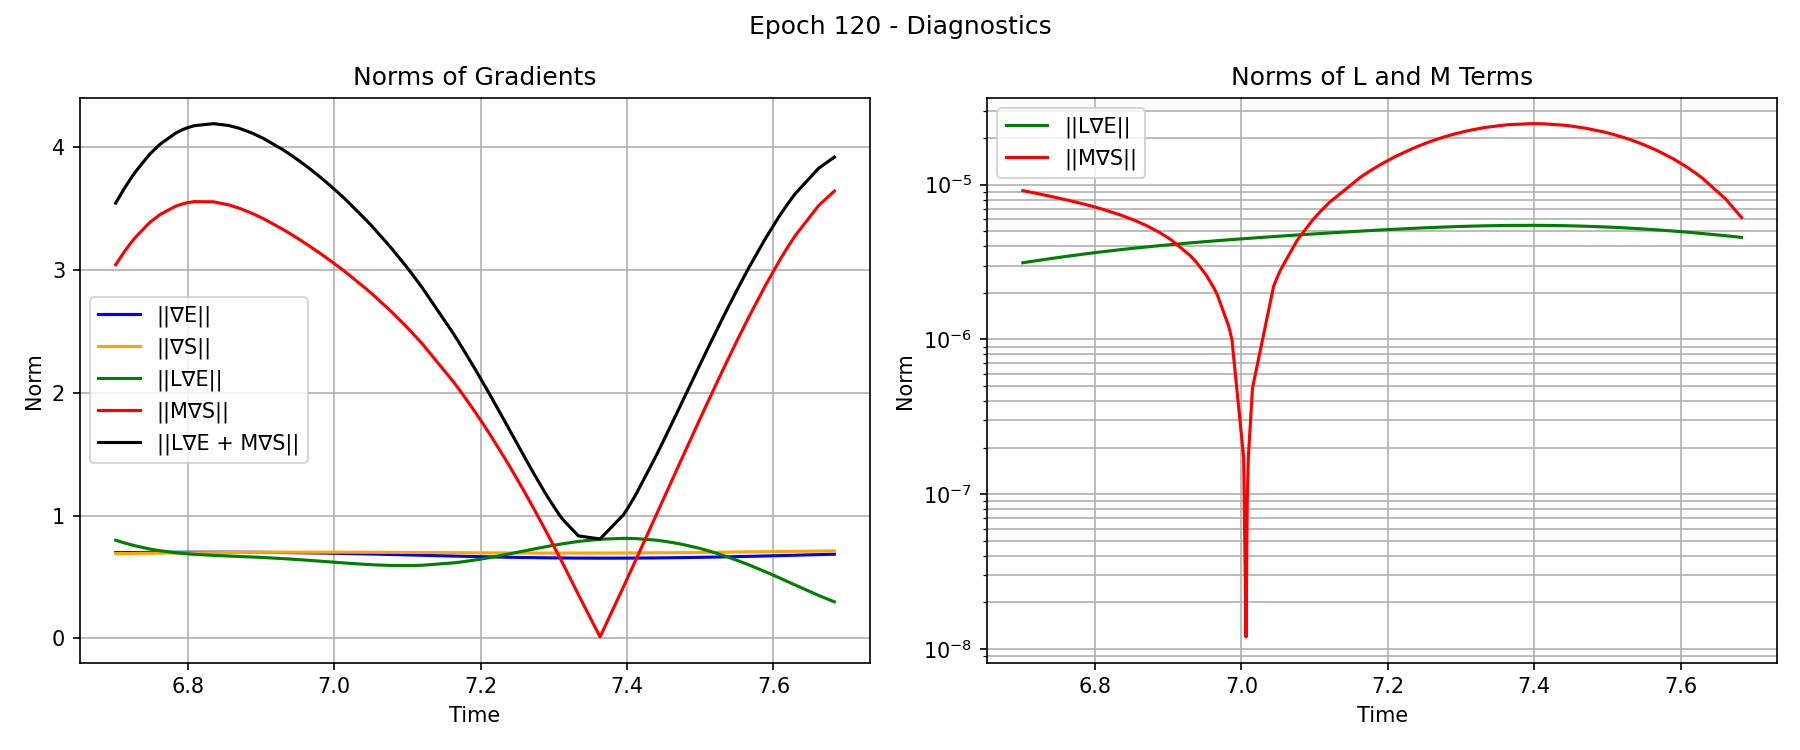 Epoch 120 - Diagnostics
Norms of Gradients
Norm
4
3
2
1
0
||∇E||
||∇S||
||L∇E||
||M∇S||
||L∇E + M∇S||
6.8 7.0 7.2 7.4 7.6
Time
Norms of L and M Terms
Norm
||L∇E||
||M∇S||
10⁻⁵
10⁻⁶
10⁻⁷
10⁻⁸
6.8 7.0 7.2 7.4 7.6
Time